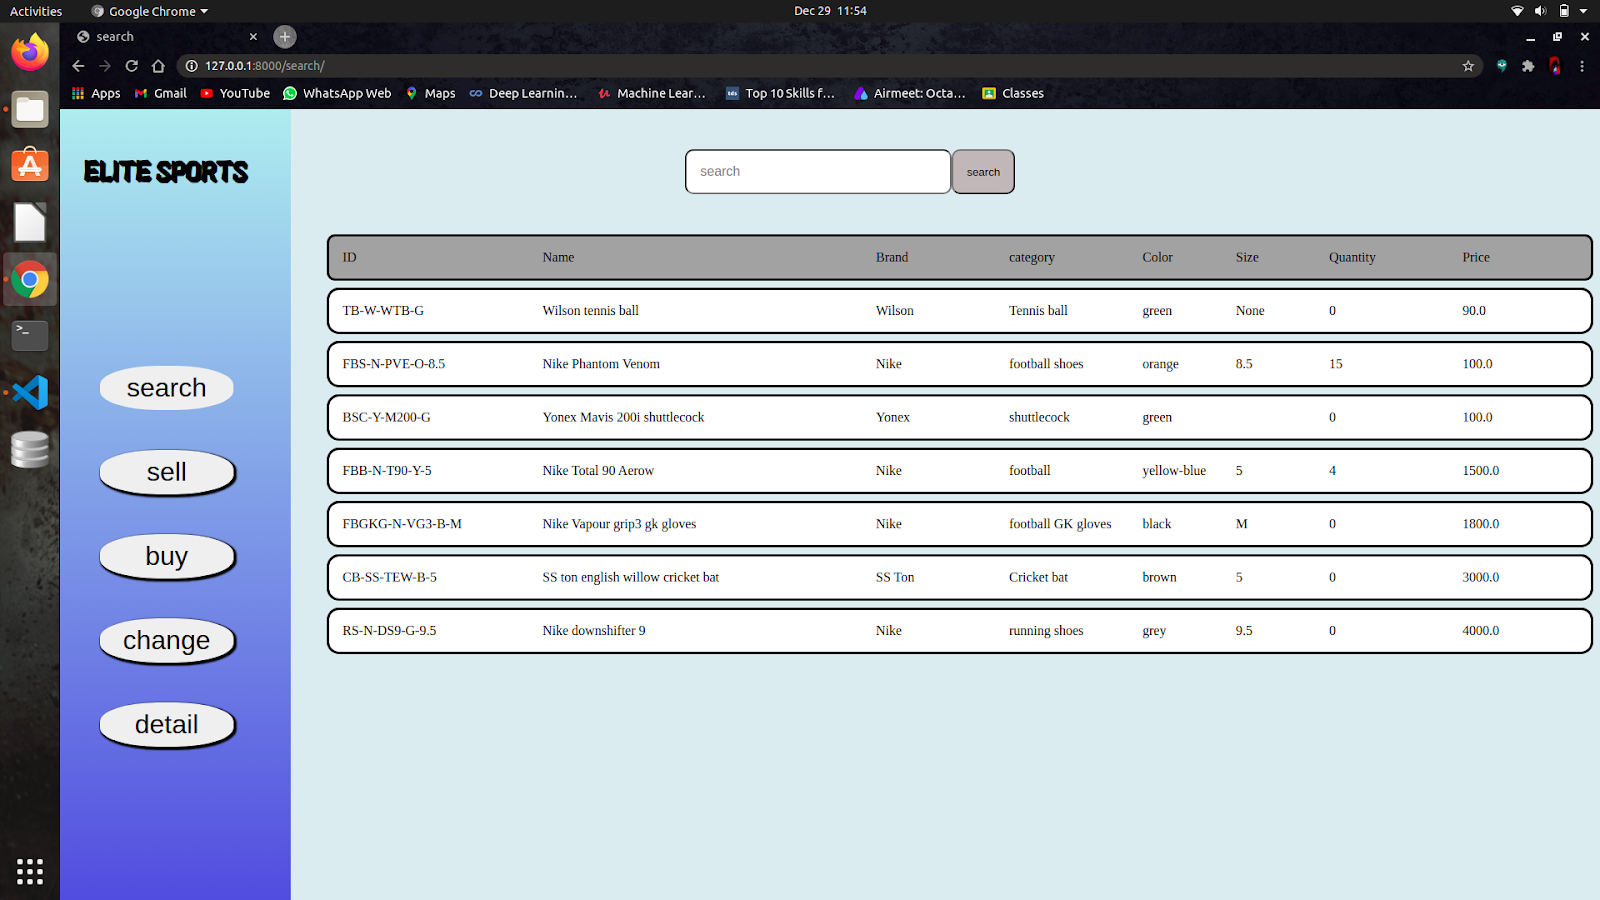 Activities Google Chrome Dec 29 11:54
search
127.0.0.1:8000/search/
Apps Gmail YouTube WhatsApp Web Maps Deep Learnin… Machine Lear… tds Top 10 Skills f… Airmeet: Octa… Classes
ELITE SPORTS
search search
ID Name Brand category Color Size Quantity Price
TB-W-WTB-G Wilson tennis ball Wilson Tennis ball green None 0 90.0
FBS-N-PVE-O-8.5 Nike Phantom Venom Nike football shoes orange 8.5 15 100.0
BSC-Y-M200-G Yonex Mavis 200i shuttlecock Yonex shuttlecock green 0 100.0
FBB-N-T90-Y-5 Nike Total 90 Aerow Nike football yellow-blue 5 4 1500.0
FBGKG-N-VG3-B-M Nike Vapour grip3 gk gloves Nike football GK gloves black M 0 1800.0
CB-SS-TEW-B-5 SS ton english willow cricket bat SS Ton Cricket bat brown 5 0 3000.0
RS-N-DS9-G-9.5 Nike downshifter 9 Nike running shoes grey 9.5 0 4000.0
search
sell
buy
change
detail